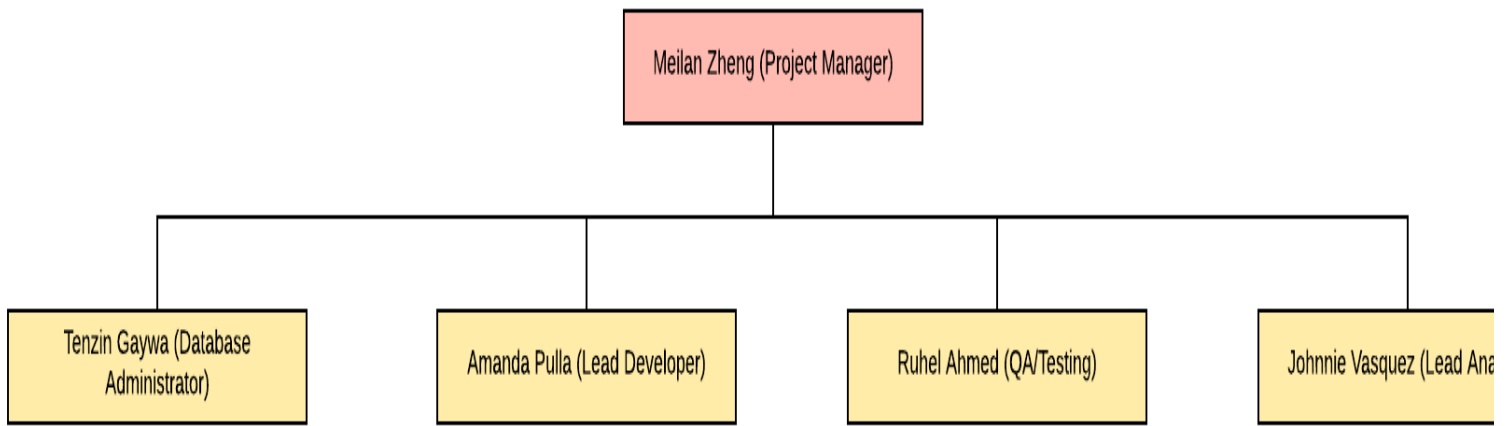 Meilan Zheng (Project Manager)
Tenzin Gaywa (Database
Administrator)
Amanda Pulla (Lead Developer)
Ruhel Ahmed (QA/Testing)
Johnnie Vasquez (Lead